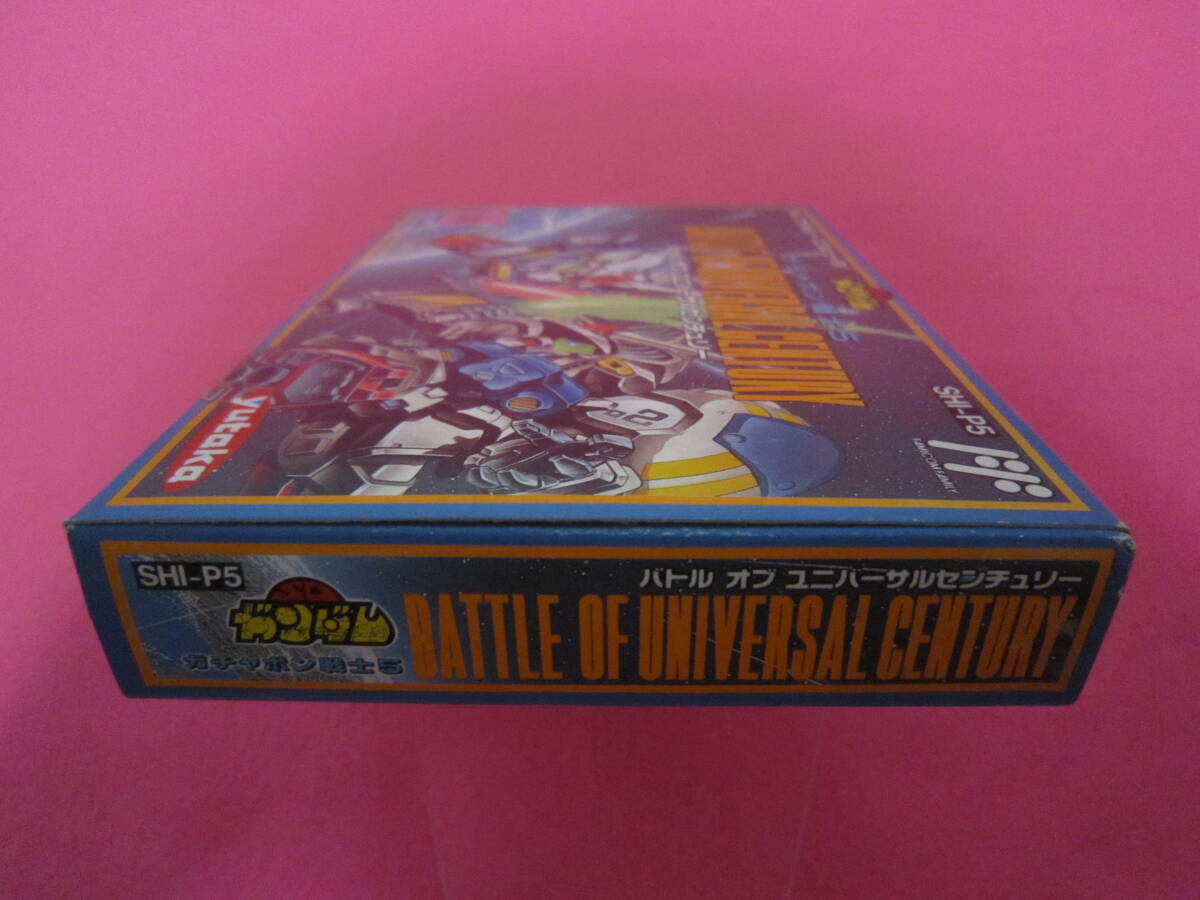 SHI-P5
FAMICOM FAMILY
Yutaka
SHI-P5
SD
ガンダム
ガチャポン戦士5
バトル オブ ユニバーサルセンチュリー
BATTLE OF UNIVERSAL CENTURY